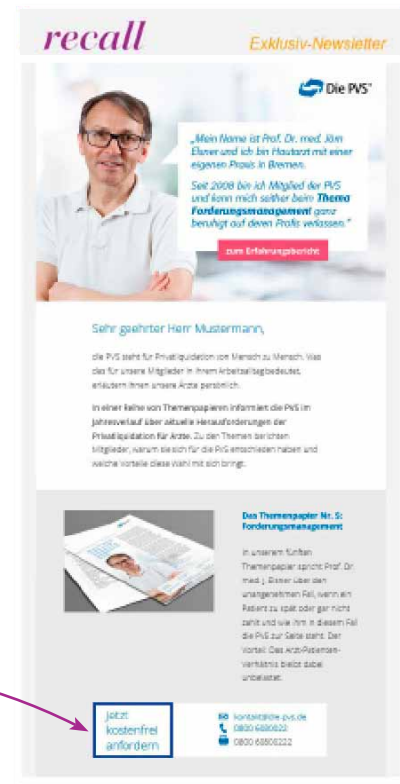 recall
Exklusiv-Newsletter
Die PVS
„Mein Name ist Prof. Dr. med. Jörn
Elsner und ich bin Hautarzt mit einer
eigenen Praxis in Bremen.
Seit 2008 bin ich Mitglied der PVS
und kann mich seither beim Thema
Forderungsmanagement ganz
beruhigt auf deren Profis verlassen.“
zum Erfahrungsbericht
Sehr geehrter Herr Mustermann,
die PVS steht für Privatliquidation von Mensch zu Mensch. Was
das für unsere Mitglieder in ihrem Arbeitsalltag bedeutet,
erläutern Ihnen unsere Ärzte persönlich.
In einer Reihe von Themenpapieren informiert die PVS im
Jahresverlauf über aktuelle Herausforderungen der
Privatliquidation für Ärzte. Zu den Themen berichten
Mitglieder, warum sie sich für die PVS entschieden haben und
welche Vorteile diese Wahl mit sich bringt.
Das Themenpapier Nr. 5:
Forderungsmanagement
In unserem fünften
Themenpapier spricht Prof. Dr.
med. J. Elsner über den
unangenehmen Fall, wenn ein
Patient zu spät oder gar nicht
zahlt und wie ihm in diesem Fall
die PVS zur Seite steht. Der
Vorteil: Das Arzt-Patienten-
Verhältnis bleibt dabei
unbelastet.
jetzt
kostenfrei
anfordern
kontakt@die-pvs.de
0800 6080022
0800 60800222